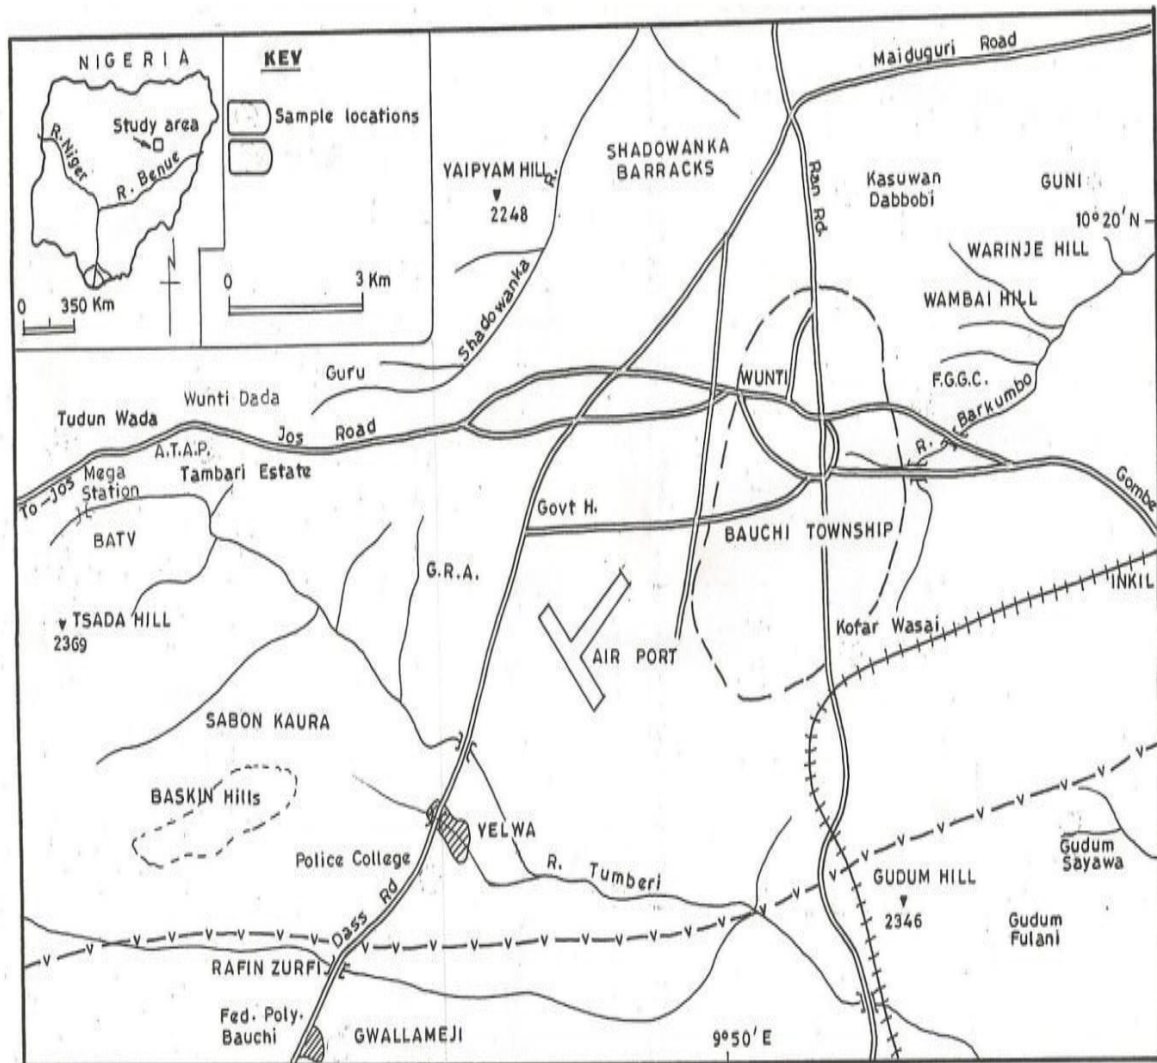 NIGERIA
Study area
R. Niger
R. Benue
N
0 350 Km
KEY
Sample locations
0 3 Km
Maiduguri Road
YAIPYAM HILL
2248
R.
Shadowanka
SHADOWANKA
BARRACKS
Ran Rd.
Kasuwan
Dabbobi
GUNI
10°20'N
WARINJE HILL
WAMBAI HILL
F.G.G.C.
R. Barkumbo
Guru
Wunti Dada
Tudun Wada
Jos Road
WUNTI
A.T.A.P.
Tambari Estate
To-Jos
Mega
Station
BATV
Govt H.
BAUCHI TOWNSHIP
Gombe
G.R.A.
INKIL
TSADA HILL
2369
Kofar Wasai
AIR PORT
SABON KAURA
BASKIN Hills
YELWA
Police College
R. Tumberi
Dass Rd
Gudum
Sayawa
GUDUM HILL
2346
Gudum
Fulani
V V V V V V V V V V V V V V V V V V V V V V V V V
RAFIN ZURFI
Fed. Poly.
Bauchi
GWALLAMEJI
9°50'E